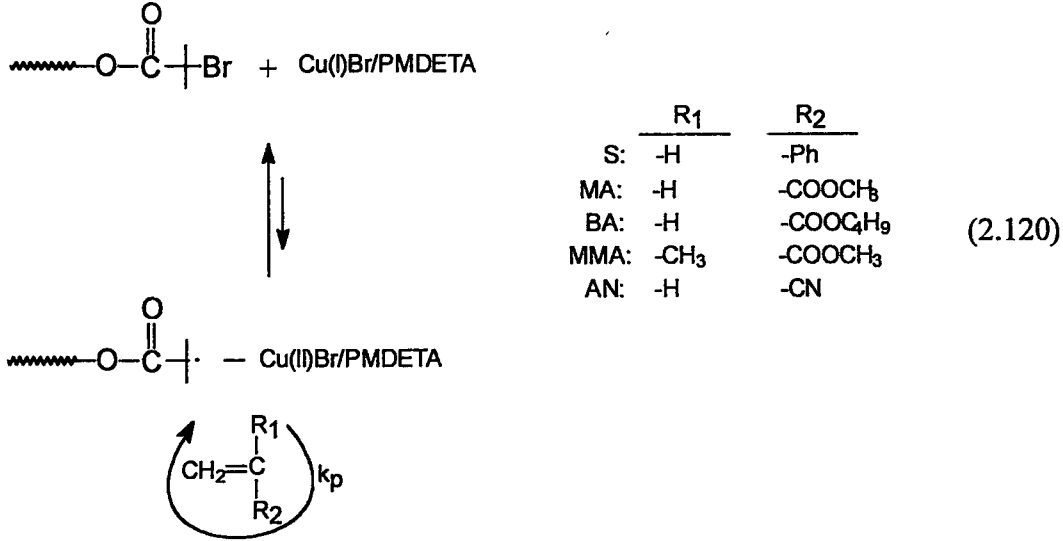 O
O–C–Br + Cu(I)Br/PMDETA
R1 R2
S: -H -Ph
MA: -H -COOCH3
BA: -H -COOC4H9
MMA: -CH3 -COOCH3
AN: -H -CN
(2.120)
O
O–C · – Cu(II)Br/PMDETA
R1
CH2=C kp
R2